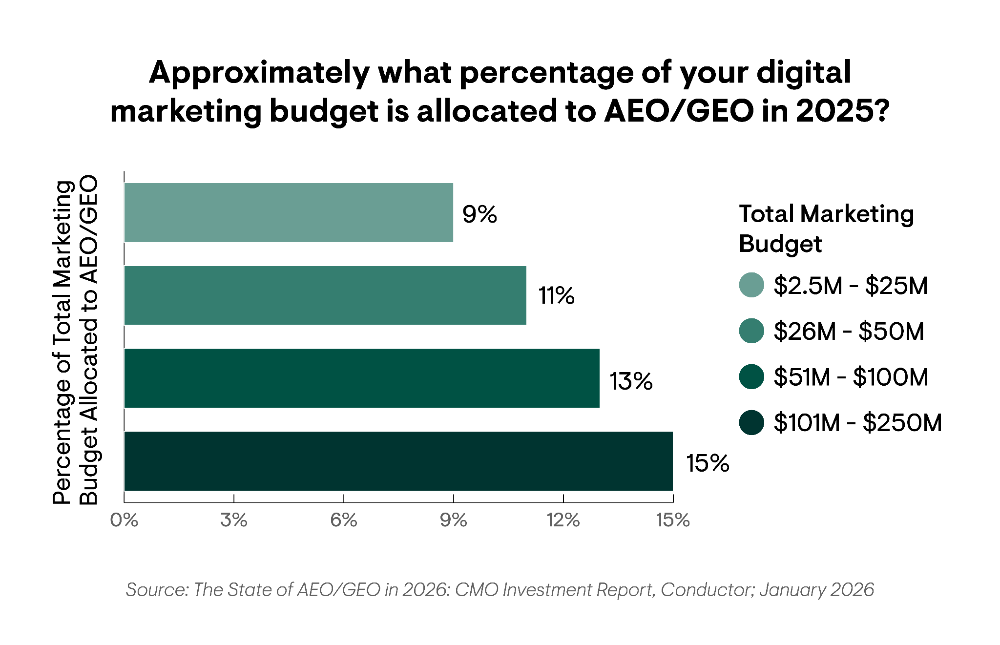 Approximately what percentage of your digital
marketing budget is allocated to AEO/GEO in 2025?
Percentage of Total Marketing
Budget Allocated to AEO/GEO
9%
11%
13%
15%
0%
3%
6%
9%
12%
15%
Total Marketing
Budget
$2.5M - $25M
$26M - $50M
$51M - $100M
$101M - $250M
Source: The State of AEO/GEO in 2026: CMO Investment Report, Conductor; January 2026